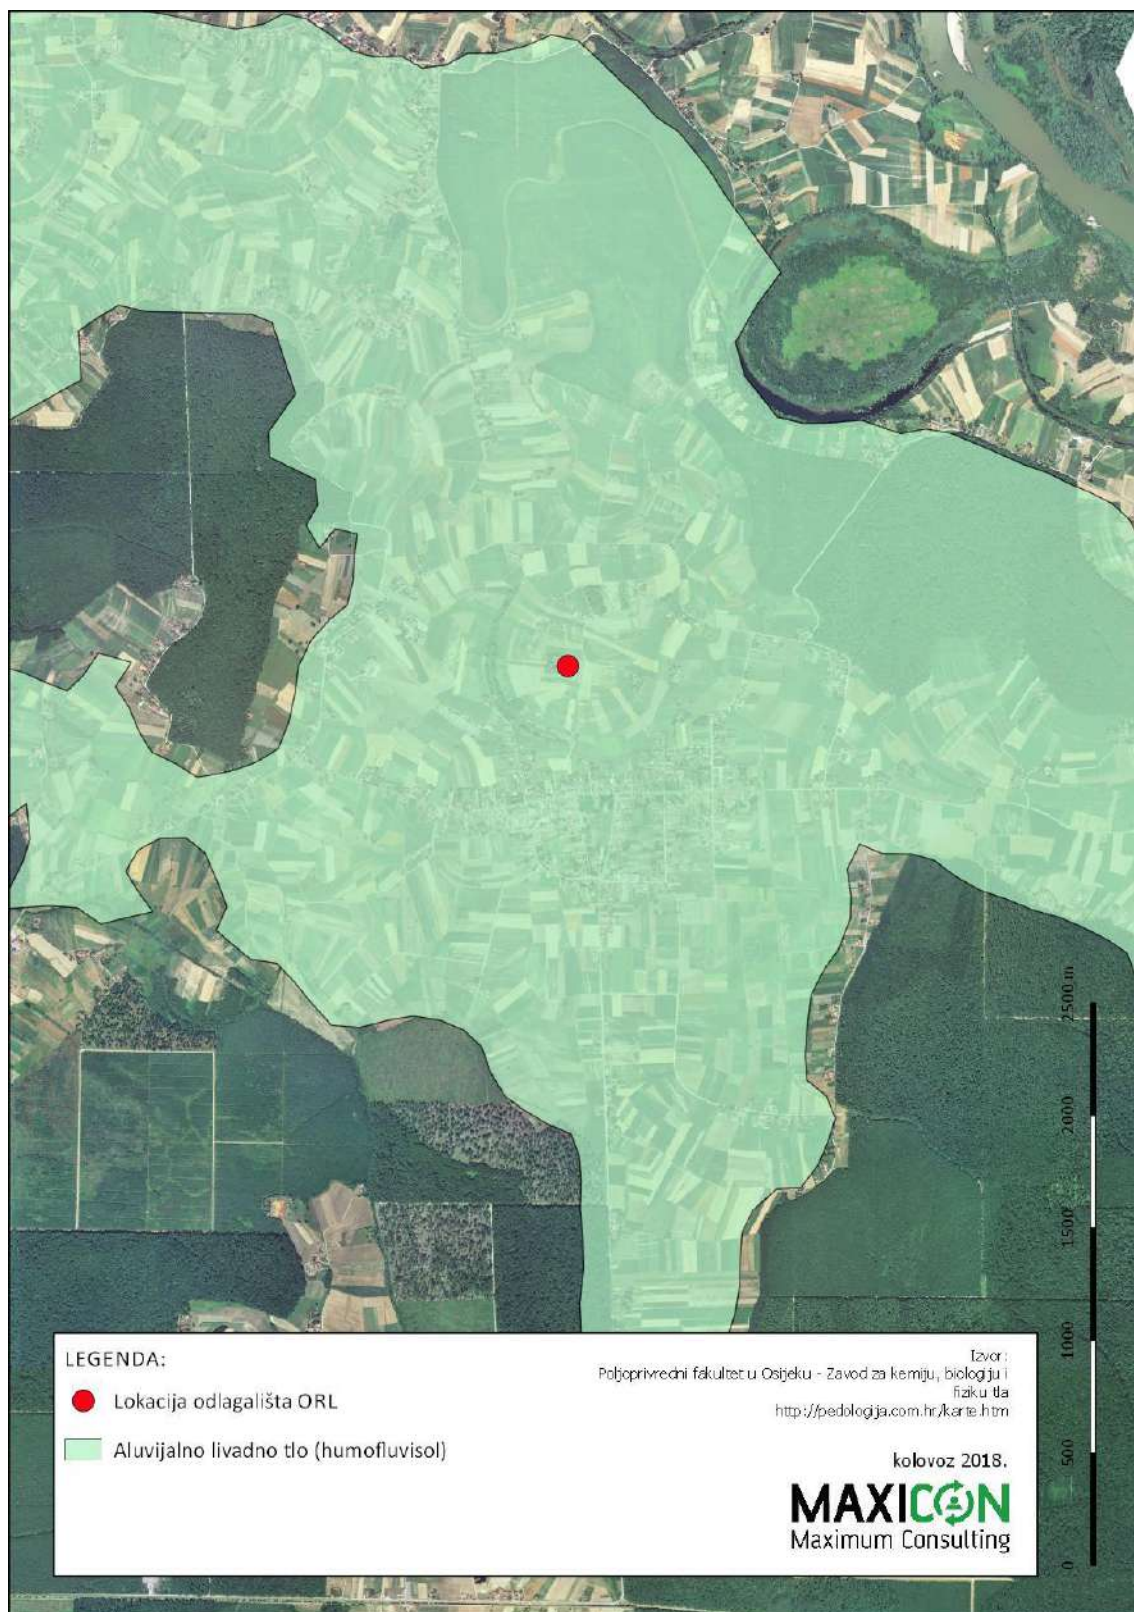 LEGENDA:
Lokacija odlagališta ORL
Aluvijalno livadno tlo (humofluvisol)
Izvor:
Poljoprivredni fakultet u Osijeku - Zavod za kemiju, biologiju i
fiziku tla
http://pedologija.com.hr/karte.htm
kolovoz 2018.
MAXICON
Maximum Consulting
2500 m
2000
1500
1000
500
0